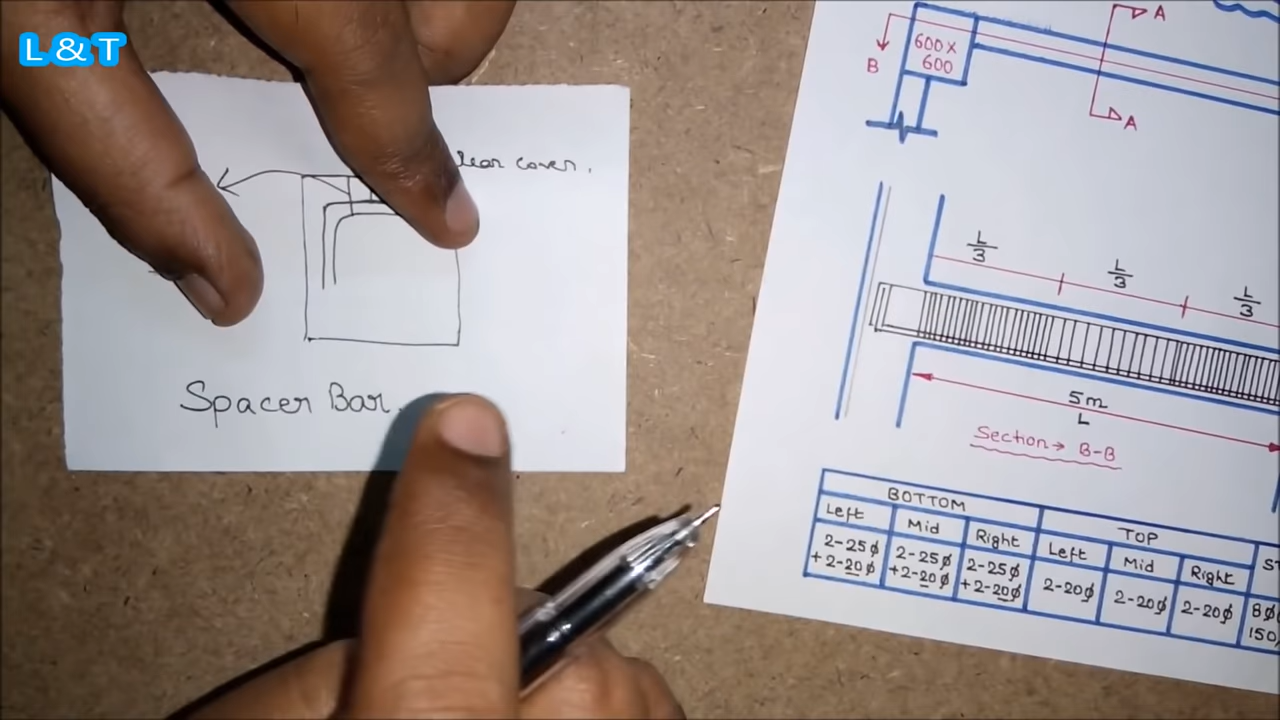 L&T
cover.
Spacer Bar.
A
600 x
600
B
A
L/3
L/3
L/3
5m
L
Section → B-B
BOTTOM
TOP
Left
Mid
Right
Left
Mid
Right
2-25ϕ
+2-20ϕ
2-25ϕ
+2-20ϕ
2-25ϕ
+2-20ϕ
2-20ϕ
2-20ϕ
2-20ϕ